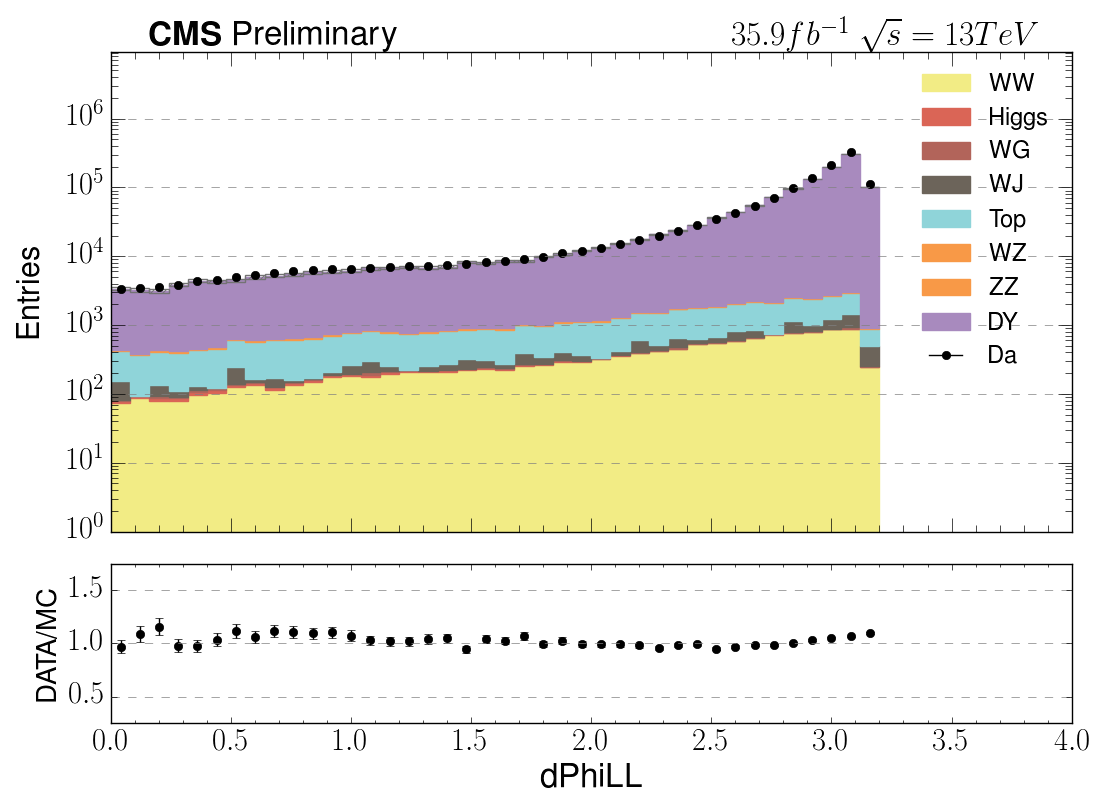 CMS Preliminary 35.9fb⁻¹ √s = 13TeV
Entries
10⁶
10⁵
10⁴
10³
10²
10¹
10⁰
WW
Higgs
WG
WJ
Top
WZ
ZZ
DY
Da
DATA/MC
1.5
1.0
0.5
0.0 0.5 1.0 1.5 2.0 2.5 3.0 3.5 4.0
dPhiLL